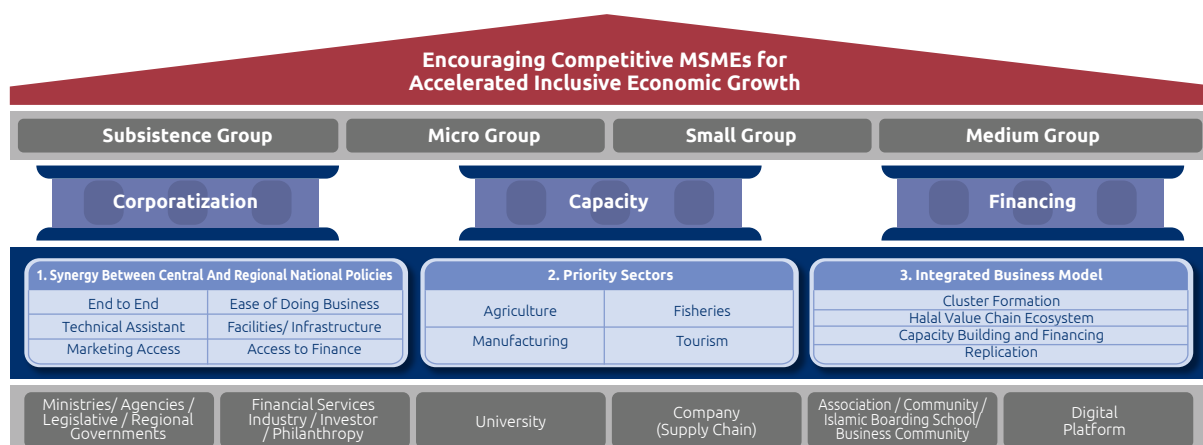 Encouraging Competitive MSMEs for
Accelerated Inclusive Economic Growth
Subsistence Group
Micro Group
Small Group
Medium Group
Corporatization
Capacity
Financing
1. Synergy Between Central And Regional National Policies
End to End
Ease of Doing Business
Technical Assistant
Facilities/ Infrastructure
Marketing Access
Access to Finance
2. Priority Sectors
Agriculture
Fisheries
Manufacturing
Tourism
3. Integrated Business Model
Cluster Formation
Halal Value Chain Ecosystem
Capacity Building and Financing
Replication
Ministries/ Agencies /
Legislative / Regional
Governments
Financial Services
Industry / Investor
/ Philanthropy
University
Company
(Supply Chain)
Association / Community /
Islamic Boarding School/
Business Community
Digital
Platform